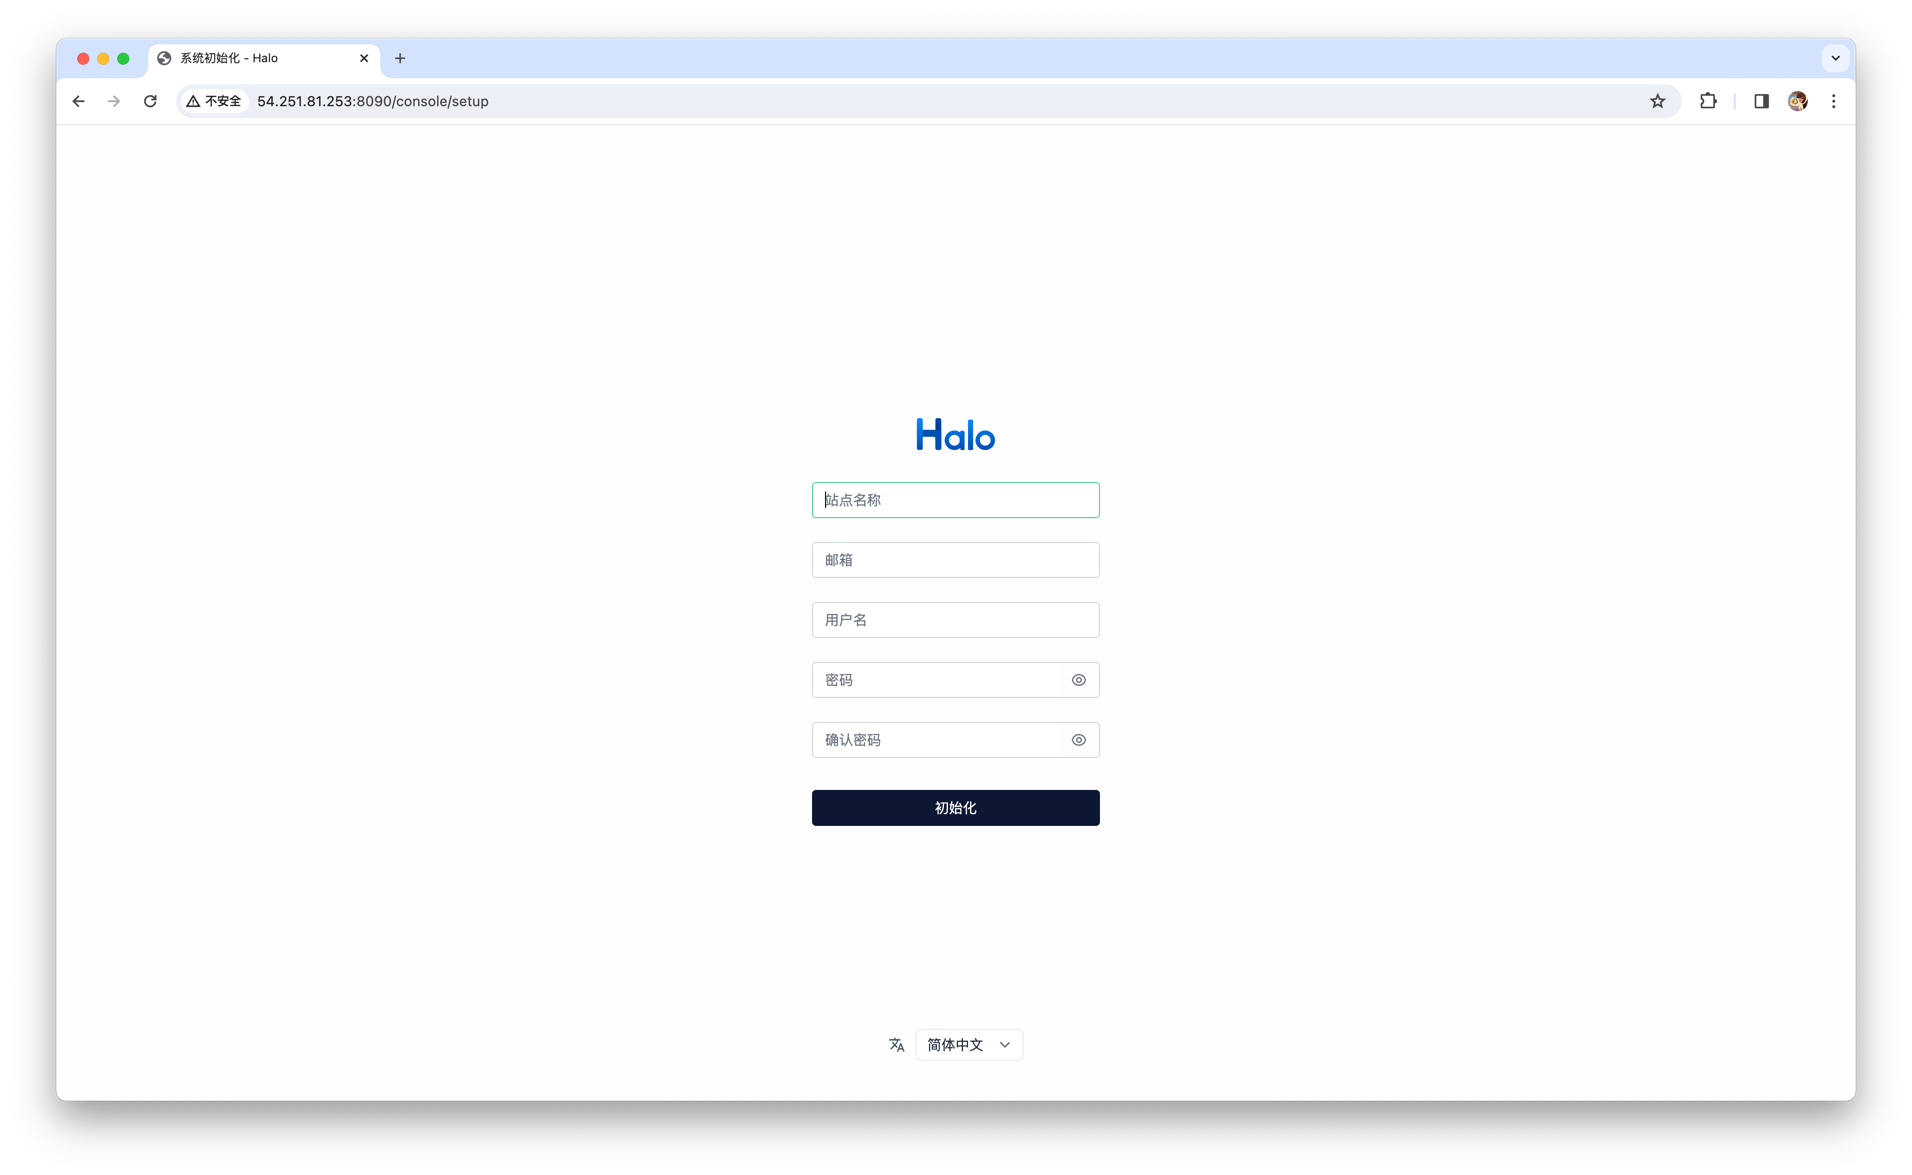 系统初始化 - Halo
不安全 54.251.81.253:8090/console/setup
Halo
站点名称
邮箱
用户名
密码
确认密码
初始化
简体中文